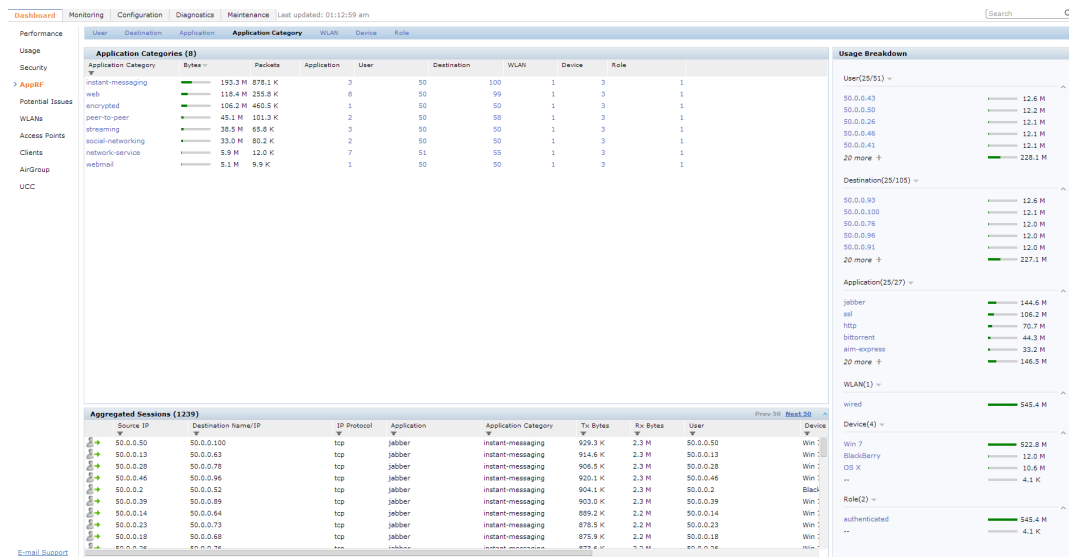 Dashboard Monitoring Configuration Diagnostics Maintenance Last updated: 01:12:59 am Search
Performance
Usage
Security
AppRF
Potential Issues
WLANs
Access Points
Clients
AirGroup
UCC
E-mail Support
User Destination Application Application Category WLAN Device Role
Application Categories (8)
Application Category Bytes Packets Application User Destination WLAN Device Role
instant-messaging 193.3 M 878.1 K 3 50 100 1 3 1
web 118.4 M 255.8 K 8 50 99 1 3 1
encrypted 106.2 M 460.5 K 1 50 50 1 3 1
peer-to-peer 45.1 M 101.3 K 2 50 58 1 3 1
streaming 38.5 M 65.8 K 3 50 50 1 3 1
social-networking 33.0 M 80.2 K 2 50 50 1 3 1
network-service 5.9 M 12.0 K 7 51 55 1 3 1
webmail 5.1 M 9.9 K 1 50 50 1 3 1
Aggregated Sessions (1239) Prev 50 Next 50
Source IP Destination Name/IP IP Protocol Application Application Category Tx Bytes Rx Bytes User Device
50.0.0.50 50.0.0.100 tcp jabber instant-messaging 929.3 K 2.3 M 50.0.0.50 Win 7
50.0.0.13 50.0.0.63 tcp jabber instant-messaging 914.6 K 2.3 M 50.0.0.13 Win 7
50.0.0.28 50.0.0.78 tcp jabber instant-messaging 906.5 K 2.3 M 50.0.0.28 Win 7
50.0.0.46 50.0.0.96 tcp jabber instant-messaging 920.1 K 2.3 M 50.0.0.46 Win 7
50.0.0.2 50.0.0.52 tcp jabber instant-messaging 904.1 K 2.3 M 50.0.0.2 Black
50.0.0.39 50.0.0.89 tcp jabber instant-messaging 903.0 K 2.3 M 50.0.0.39 Win 7
50.0.0.14 50.0.0.64 tcp jabber instant-messaging 889.2 K 2.2 M 50.0.0.14 Win 7
50.0.0.23 50.0.0.73 tcp jabber instant-messaging 878.5 K 2.2 M 50.0.0.23 Win 7
50.0.0.18 50.0.0.68 tcp jabber instant-messaging 875.9 K 2.2 M 50.0.0.18 Win 7
Usage Breakdown
User(25/51)
50.0.0.43 12.6 M
50.0.0.50 12.2 M
50.0.0.26 12.1 M
50.0.0.46 12.1 M
50.0.0.41 12.1 M
20 more + 228.1 M
Destination(25/105)
50.0.0.93 12.6 M
50.0.0.100 12.1 M
50.0.0.76 12.0 M
50.0.0.96 12.0 M
50.0.0.91 12.0 M
20 more + 227.1 M
Application(25/27)
jabber 144.6 M
ssl 106.2 M
http 70.7 M
bittorrent 44.3 M
aim-express 33.2 M
20 more + 146.5 M
WLAN(1)
wired 545.4 M
Device(4)
Win 7 522.8 M
BlackBerry 12.0 M
OS X 10.6 M
-- 4.1 K
Role(2)
authenticated 545.4 M
-- 4.1 K